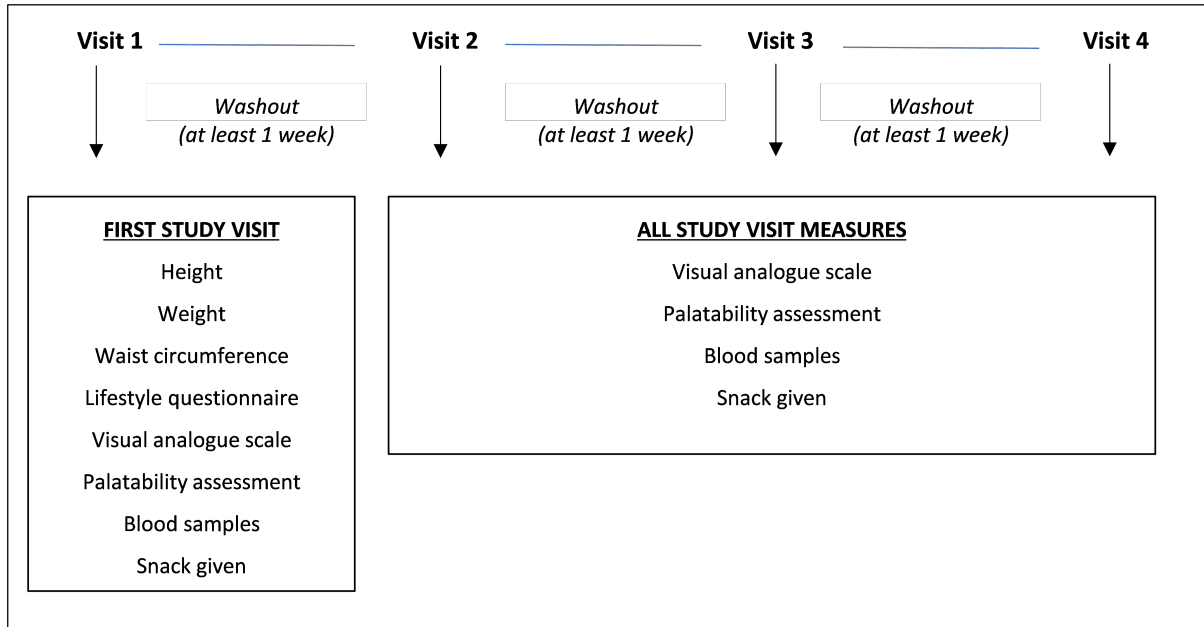 Visit 1 Visit 2 Visit 3 Visit 4
Washout Washout Washout
(at least 1 week) (at least 1 week) (at least 1 week)
FIRST STUDY VISIT
Height
Weight
Waist circumference
Lifestyle questionnaire
Visual analogue scale
Palatability assessment
Blood samples
Snack given
ALL STUDY VISIT MEASURES
Visual analogue scale
Palatability assessment
Blood samples
Snack given